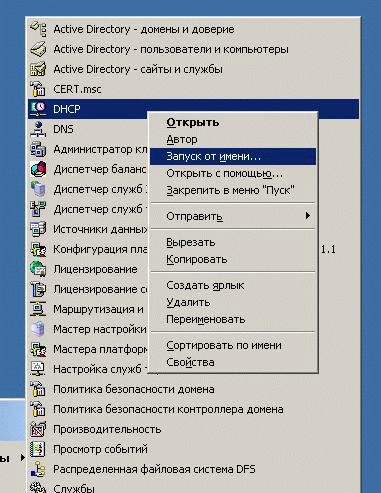 Active Directory - домены и доверие
Active Directory - пользователи и компьютеры
Active Directory - сайты и службы
CERT.msc
DHCP
DNS
Администратор кл
Диспетчер баланс
Диспетчер служб
Диспетчер служб
Источники данных
Конфигурация пла
1.1
Лицензирование
Лицензирование
Маршрутизация и
Мастер настройки
Мастера платформ
Настройка служб
Политика безопасности домена
Политика безопасности контроллера домена
Производительность
Просмотр событий
Распределенная файловая система DFS
Службы
Открыть
Автор
Запуск от имени...
Открыть с помощью...
Закрепить в меню "Пуск"
Отправить
Вырезать
Копировать
Создать ярлык
Удалить
Переименовать
Сортировать по имени
Свойства
ы